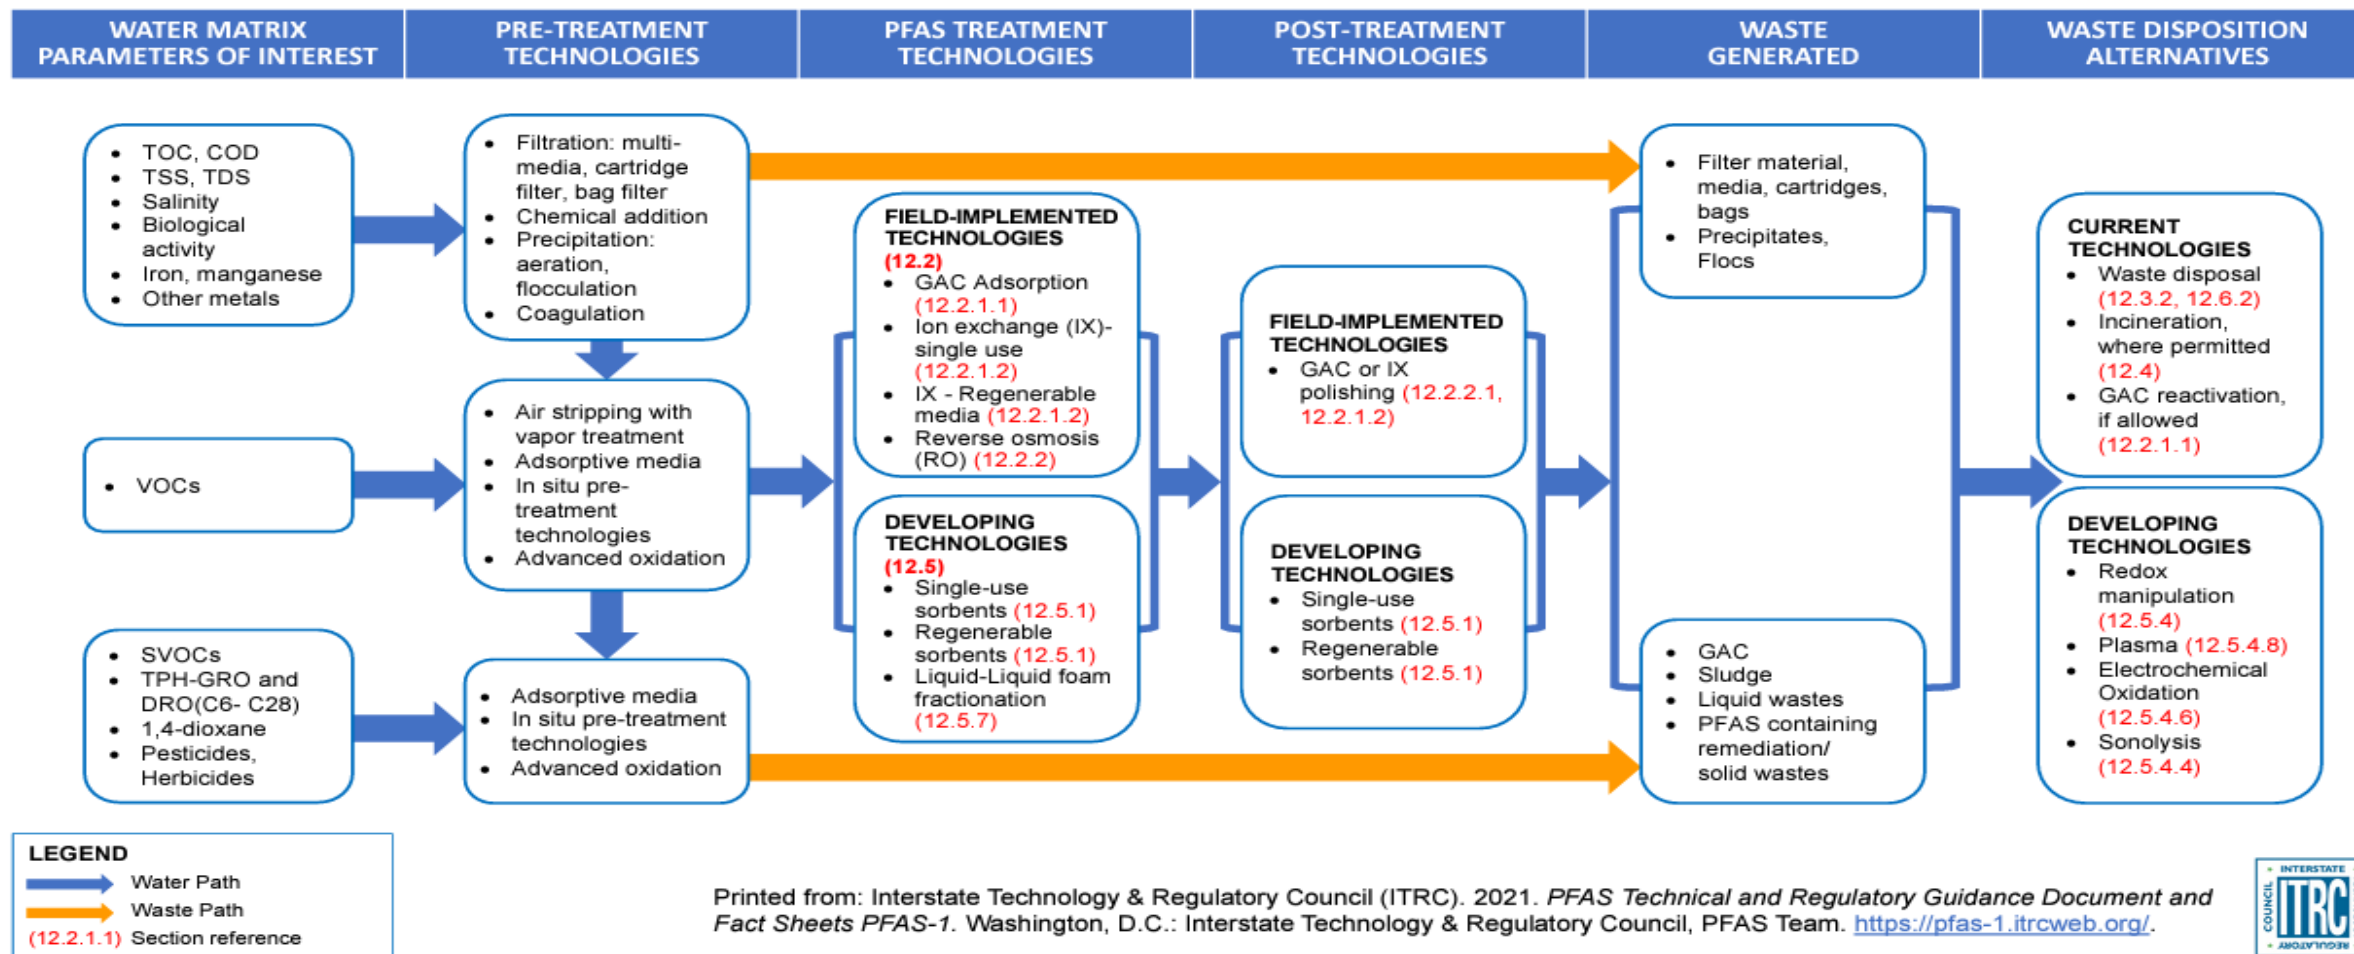 WATER MATRIX
PARAMETERS OF INTEREST
PRE-TREATMENT
TECHNOLOGIES
PFAS TREATMENT
TECHNOLOGIES
POST-TREATMENT
TECHNOLOGIES
WASTE
GENERATED
WASTE DISPOSITION
ALTERNATIVES
• TOC, COD
• TSS, TDS
• Salinity
• Biological
activity
• Iron, manganese
• Other metals
• VOCs
• SVOCs
• TPH-GRO and
DRO(C6- C28)
• 1,4-dioxane
• Pesticides,
Herbicides
• Filtration: multi-
media, cartridge
filter, bag filter
• Chemical addition
• Precipitation:
aeration,
flocculation
• Coagulation
• Air stripping with
vapor treatment
• Adsorptive media
• In situ pre-
treatment
technologies
• Advanced oxidation
• Adsorptive media
• In situ pre-treatment
technologies
• Advanced oxidation
FIELD-IMPLEMENTED
TECHNOLOGIES
(12.2)
• GAC Adsorption
(12.2.1.1)
• Ion exchange (IX)-
single use
(12.2.1.2)
• IX - Regenerable
media (12.2.1.2)
• Reverse osmosis
(RO) (12.2.2)
DEVELOPING
TECHNOLOGIES
(12.5)
• Single-use
sorbents (12.5.1)
• Regenerable
sorbents (12.5.1)
• Liquid-Liquid foam
fractionation
(12.5.7)
FIELD-IMPLEMENTED
TECHNOLOGIES
• GAC or IX
polishing (12.2.2.1,
12.2.1.2)
DEVELOPING
TECHNOLOGIES
• Single-use
sorbents (12.5.1)
• Regenerable
sorbents (12.5.1)
• Filter material,
media, cartridges,
bags
• Precipitates,
Flocs
• GAC
• Sludge
• Liquid wastes
• PFAS containing
remediation/
solid wastes
CURRENT
TECHNOLOGIES
• Waste disposal
(12.3.2, 12.6.2)
• Incineration,
where permitted
(12.4)
• GAC reactivation,
if allowed
(12.2.1.1)
DEVELOPING
TECHNOLOGIES
• Redox
manipulation
(12.5.4)
• Plasma (12.5.4.8)
• Electrochemical
Oxidation
(12.5.4.6)
• Sonolysis
(12.5.4.4)
LEGEND
Water Path
Waste Path
(12.2.1.1) Section reference
Printed from: Interstate Technology & Regulatory Council (ITRC). 2021. PFAS Technical and Regulatory Guidance Document and
Fact Sheets PFAS-1. Washington, D.C.: Interstate Technology & Regulatory Council, PFAS Team. https://pfas-1.itrcweb.org/.
INTERSTATE
COUNCIL
ITRC
REGULATORY